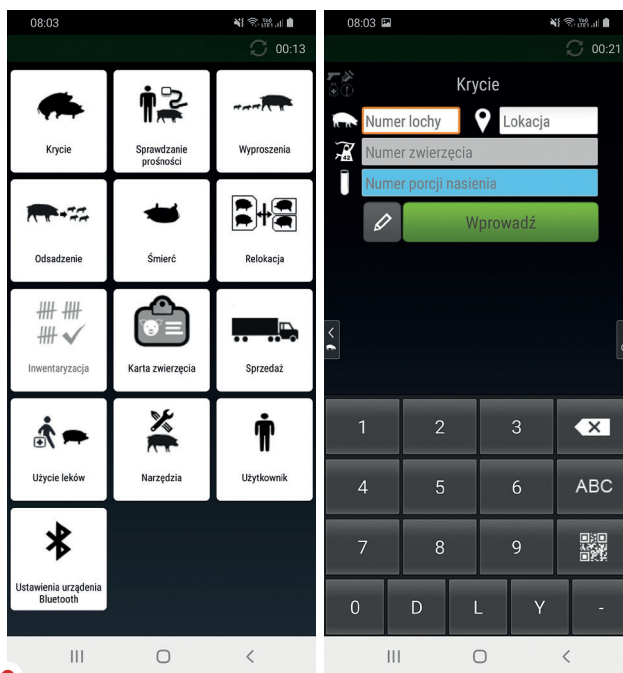 08:03
00:13
Krycie
Sprawdzanie
prośności
Wyproszenia
Odsadzenie
Śmierć
Relokacja
Inwentaryzacja
Karta zwierzęcia
Sprzedaż
Użycie leków
Narzędzia
Użytkownik
Ustawienia urządenia
Bluetooth
08:03
00:21
Krycie
Numer lochy
Lokacja
42
Numer zwierzęcia
Numer porcji nasienia
Wprowadź
1 2 3
4 5 6 ABC
7 8 9
0 D L Y -